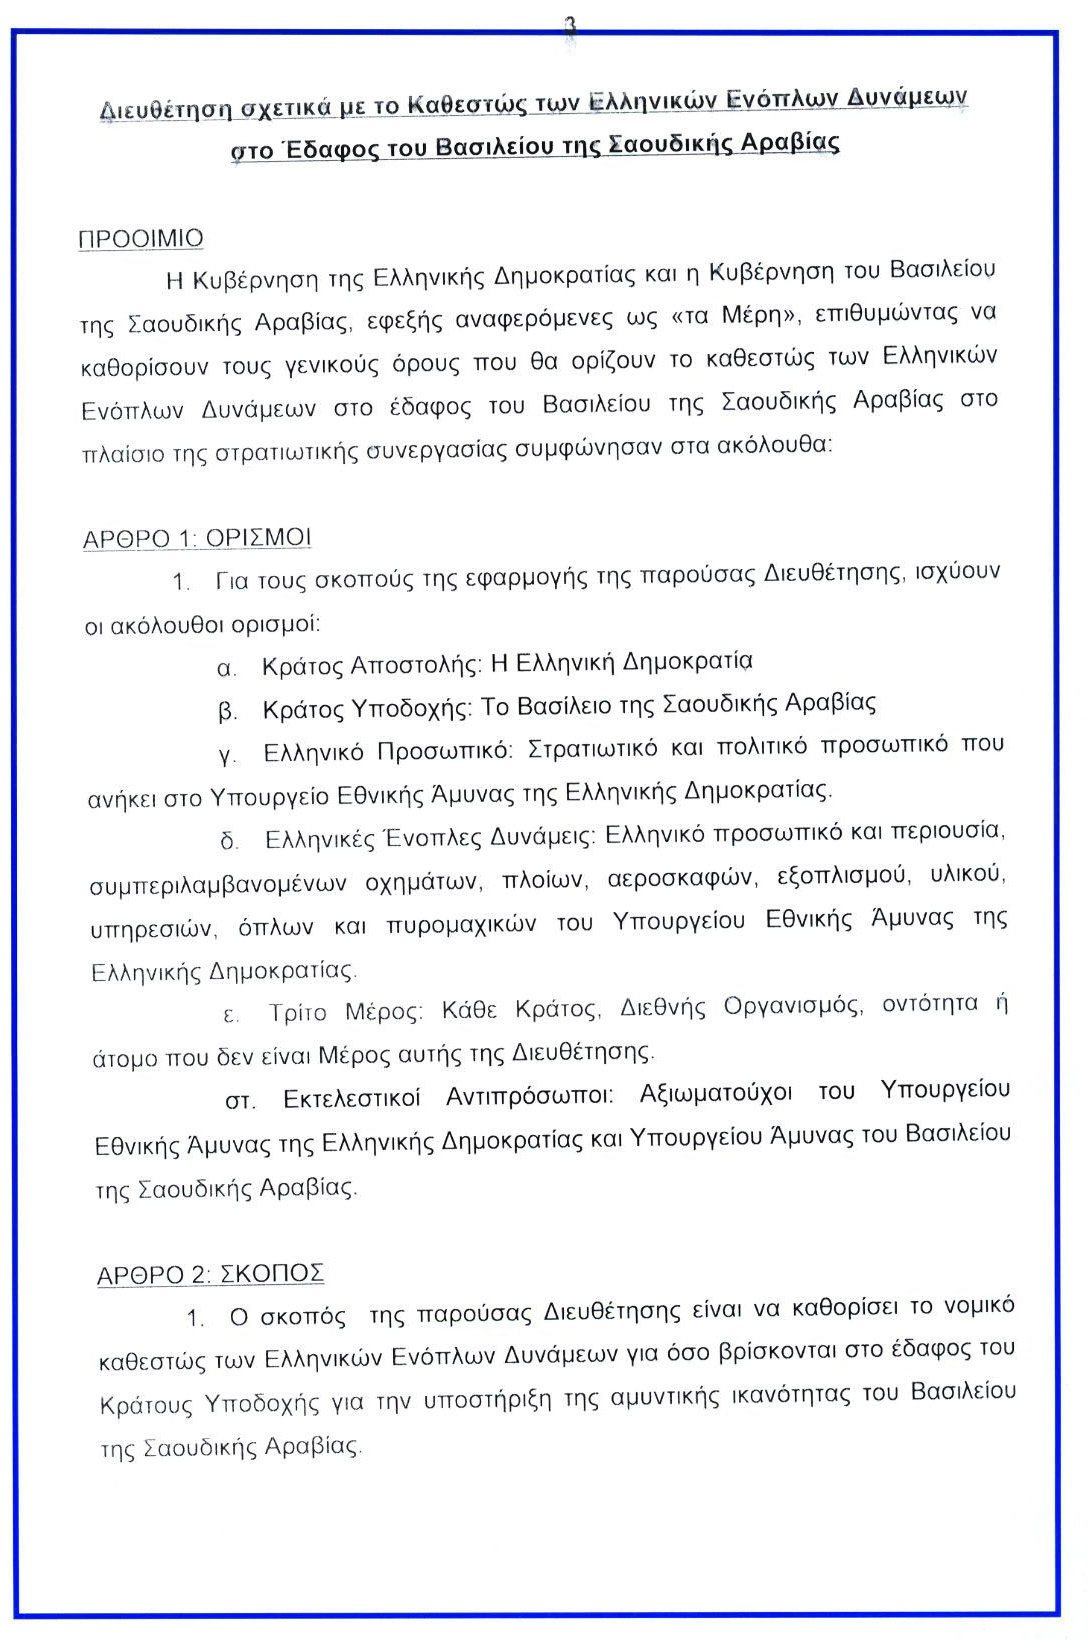 3
Διευθέτηση σχετικά με το Καθεστώς των Ελληνικών Ενόπλων Δυνάμεων
στο Έδαφος του Βασιλείου της Σαουδικής Αραβίας
ΠΡΟΟΙΜΙΟ
Η Κυβέρνηση της Ελληνικής Δημοκρατίας και η Κυβέρνηση του Βασιλείου
της Σαουδικής Αραβίας, εφεξής αναφερόμενες ως «τα Μέρη», επιθυμώντας να
καθορίσουν τους γενικούς όρους που θα ορίζουν το καθεστώς των Ελληνικών
Ενόπλων Δυνάμεων στο έδαφος του Βασιλείου της Σαουδικής Αραβίας στο
πλαίσιο της στρατιωτικής συνεργασίας συμφώνησαν στα ακόλουθα:
ΑΡΘΡΟ 1: ΟΡΙΣΜΟΙ
1. Για τους σκοπούς της εφαρμογής της παρούσας Διευθέτησης, ισχύουν
οι ακόλουθοι ορισμοί:
α. Κράτος Αποστολής: Η Ελληνική Δημοκρατία
β. Κράτος Υποδοχής: Το Βασίλειο της Σαουδικής Αραβίας
γ. Ελληνικό Προσωπικό: Στρατιωτικό και πολιτικό προσωπικό που
ανήκει στο Υπουργείο Εθνικής Άμυνας της Ελληνικής Δημοκρατίας.
δ. Ελληνικές Ένοπλες Δυνάμεις: Ελληνικό προσωπικό και περιουσία,
συμπεριλαμβανομένων οχημάτων, πλοίων, αεροσκαφών, εξοπλισμού, υλικού,
υπηρεσιών, όπλων και πυρομαχικών του Υπουργείου Εθνικής Άμυνας της
Ελληνικής Δημοκρατίας.
ε. Τρίτο Μέρος: Κάθε Κράτος, Διεθνής Οργανισμός, οντότητα ή
άτομο που δεν είναι Μέρος αυτής της Διευθέτησης.
στ. Εκτελεστικοί Αντιπρόσωποι: Αξιωματούχοι του Υπουργείου
Εθνικής Άμυνας της Ελληνικής Δημοκρατίας και Υπουργείου Άμυνας του Βασιλείου
της Σαουδικής Αραβίας.
ΑΡΘΡΟ 2: ΣΚΟΠΟΣ
1. Ο σκοπός της παρούσας Διευθέτησης είναι να καθορίσει το νομικό
καθεστώς των Ελληνικών Ενόπλων Δυνάμεων για όσο βρίσκονται στο έδαφος του
Κράτους Υποδοχής για την υποστήριξη της αμυντικής ικανότητας του Βασιλείου
της Σαουδικής Αραβίας.